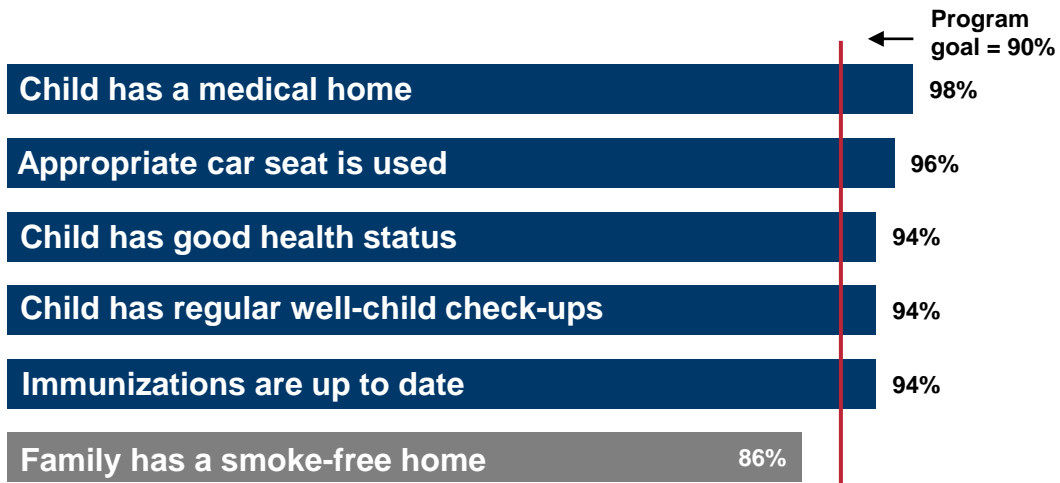 Program
goal = 90%
Child has a medical home
98%
Appropriate car seat is used
96%
Child has good health status
94%
Child has regular well-child check-ups
94%
Immunizations are up to date
94%
Family has a smoke-free home
86%